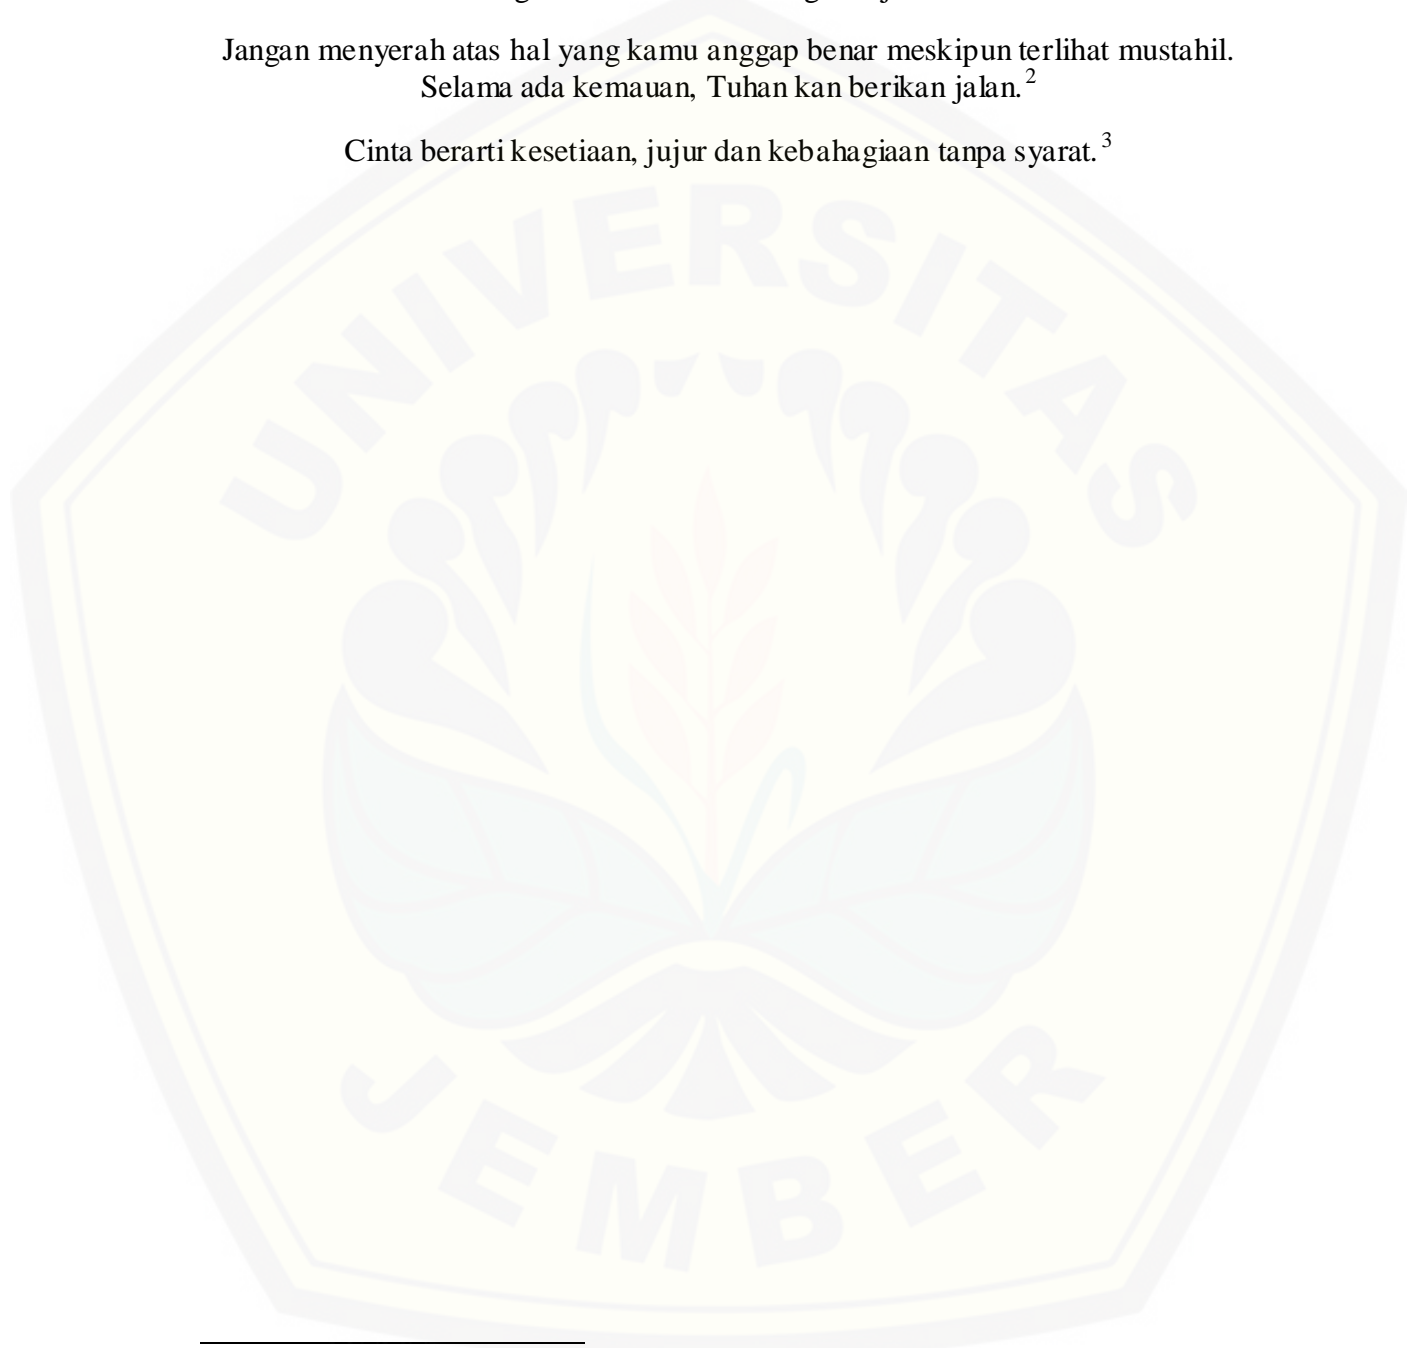 Jangan menyerah atas hal yang kamu anggap benar meskipun terlihat mustahil.
Selama ada kemauan, Tuhan kan berikan jalan.²
Cinta berarti kesetiaan, jujur dan kebahagiaan tanpa syarat.³
UNIVERSITAS
JEMBER